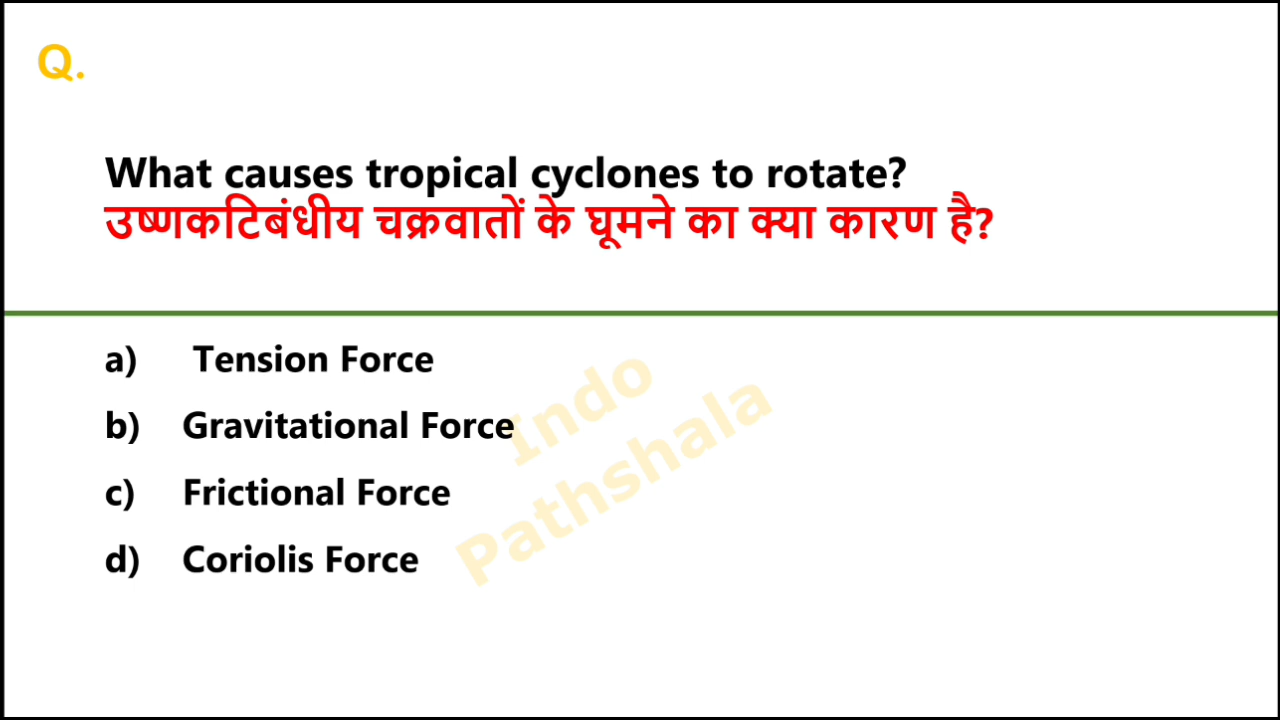 Q.
What causes tropical cyclones to rotate?
उष्णकटिबंधीय चक्रवातों के घूमने का क्या कारण है?
a) Tension Force
b) Gravitational Force
c) Frictional Force
d) Coriolis Force
Indo
Pathshala